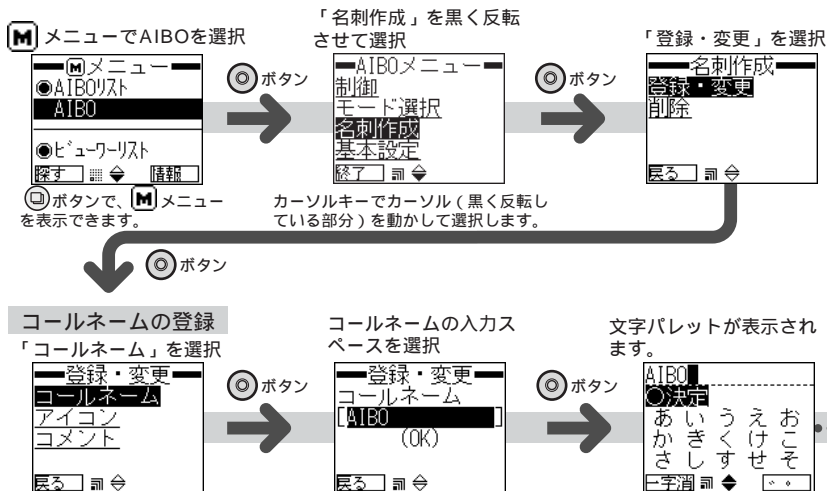 M メニューでAIBOを選択
Mメニュー
◉AIBOリスト
AIBO
◉ビューワーリスト
探す 情報
ボタンで、M メニュー
を表示できます。
ボタン
「名刺作成」を黒く反転
させて選択
AIBOメニュー
制御
モード選択
名刺作成
基本設定
終了
カーソルキーでカーソル（黒く反転し
ている部分）を動かして選択します。
ボタン
「登録・変更」を選択
名刺作成
登録・変更
削除
戻る
ボタン
コールネームの登録
「コールネーム」を選択
登録・変更
コールネーム
アイコン
コメント
戻る
ボタン
コールネームの入力ス
ペースを選択
登録・変更
コールネーム
[AIBO]
(OK)
戻る
ボタン
文字パレットが表示され
ます。
AIBO
○決定
あ い う え お
か き く け こ
さ し す せ そ
一字消 ゛゜